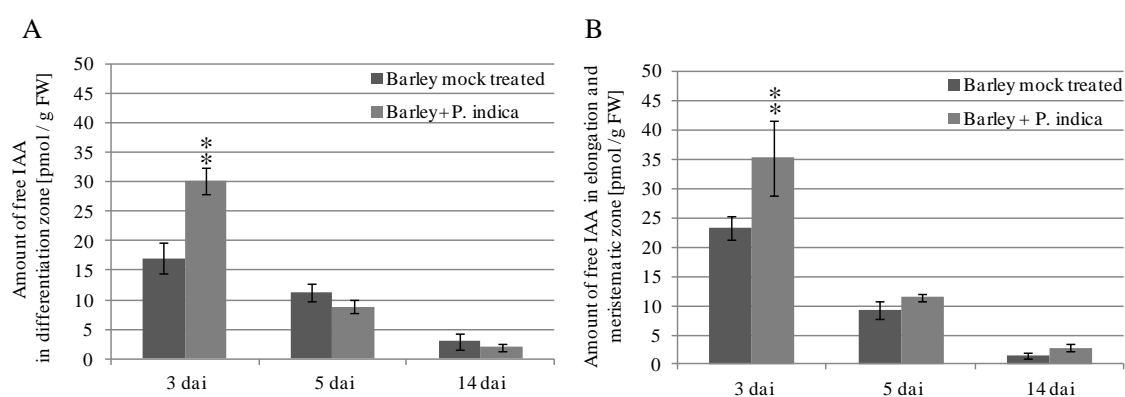 A
Amount of free IAA
in differentiation zone [pmol / g FW]
50
45
40
35
30
25
20
15
10
5
0
Barley mock treated
Barley+P. indica
**
3 dai
5 dai
14 dai
B
Amount of free IAA in elongation and
meristematic zone [pmol /g FW]
50
45
40
35
30
25
20
15
10
5
0
Barley mock treated
Barley + P. indica
**
3 dai
5 dai
14 dai